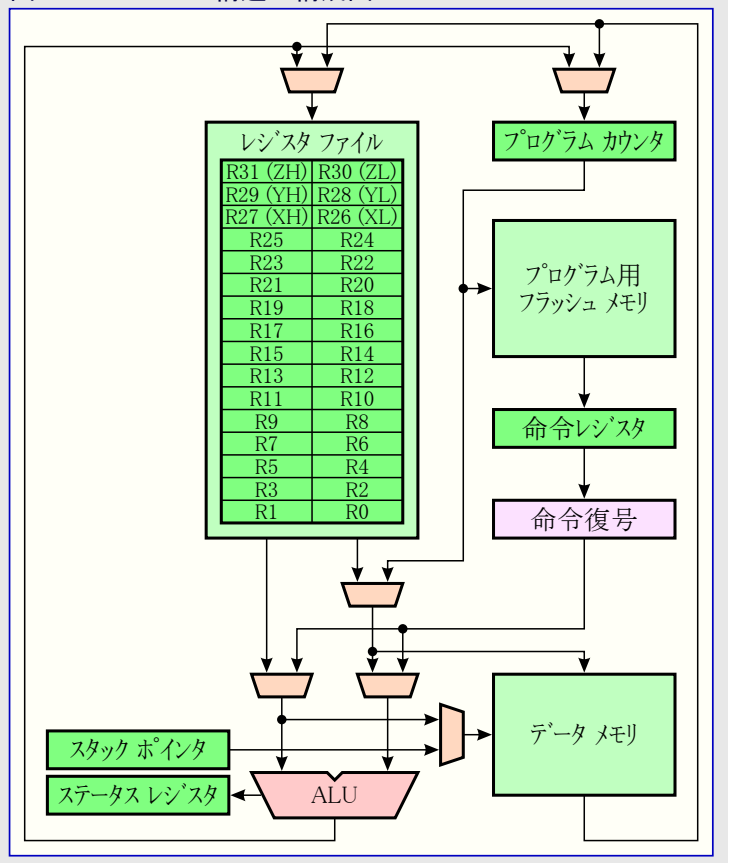 レジスタ ファイル
R31 (ZH) R30 (ZL)
R29 (YH) R28 (YL)
R27 (XH) R26 (XL)
R25 R24
R23 R22
R21 R20
R19 R18
R17 R16
R15 R14
R13 R12
R11 R10
R9 R8
R7 R6
R5 R4
R3 R2
R1 R0
プログラム カウンタ
プログラム用
フラッシュ メモリ
命令レジスタ
命令復号
データ メモリ
スタック ポインタ
ステータス レジスタ
ALU